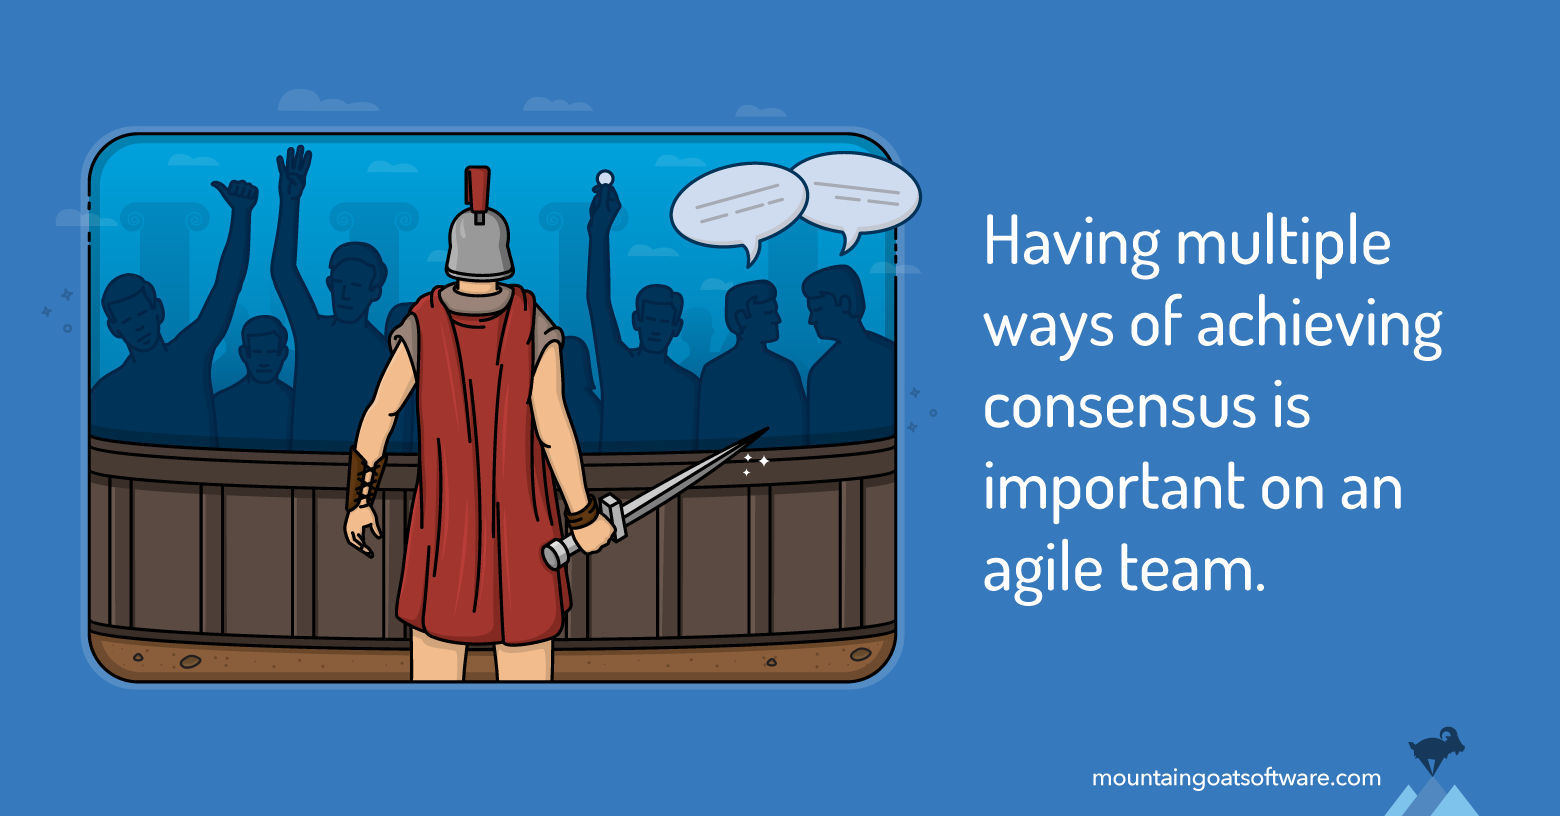 Having multiple
ways of achieving
consensus is
important on an
agile team.
mountaingoatsoftware.com